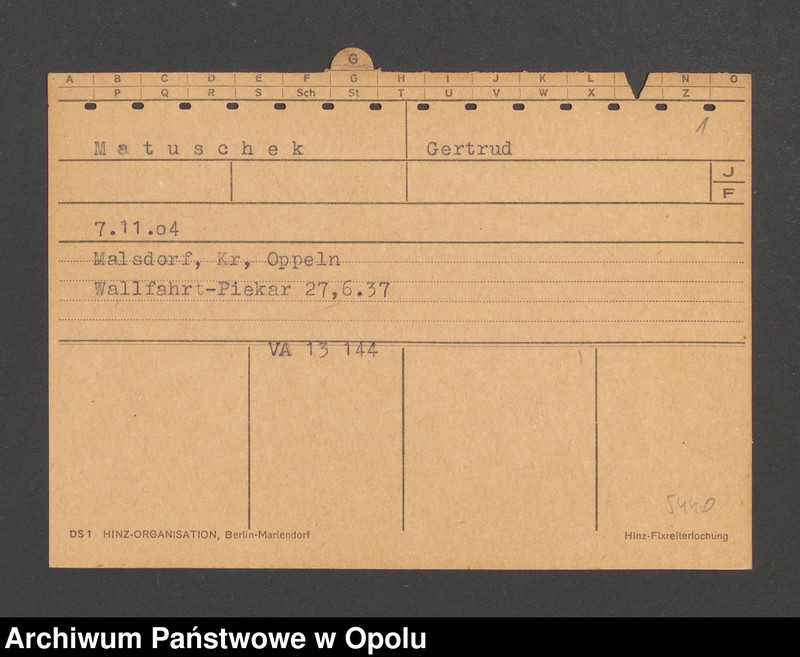 G
A B C D E F G H I J K L N O
P Q R S Sch St T U V W X Z
1
M a t u s c h e k Gertrud
J
F
7.11.o4
Malsdorf, Kr, Oppeln
Wallfahrt-Piekar 27,6.37
VA 13 144
5440
DS1 HINZ-ORGANISATION, Berlin-Mariendorf Hinz-Fixreiterlochung
Archiwum Państwowe w Opolu